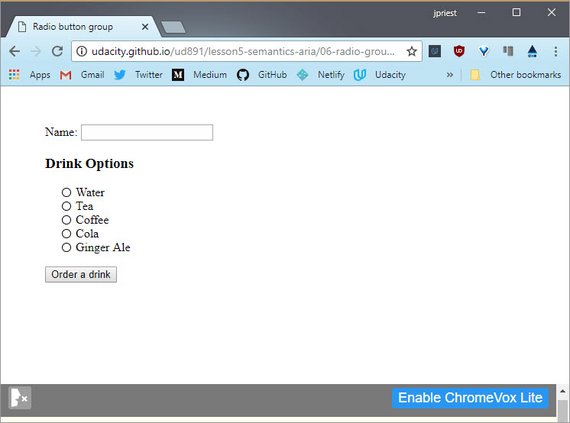 jpriest
Radio button group
udacity.github.io/ud891/lesson5-semantics-aria/06-radio-grou...
Apps Gmail Twitter Medium GitHub Netlify Udacity » Other bookmarks
Name:
Drink Options
Water
Tea
Coffee
Cola
Ginger Ale
Order a drink
Enable ChromeVox Lite